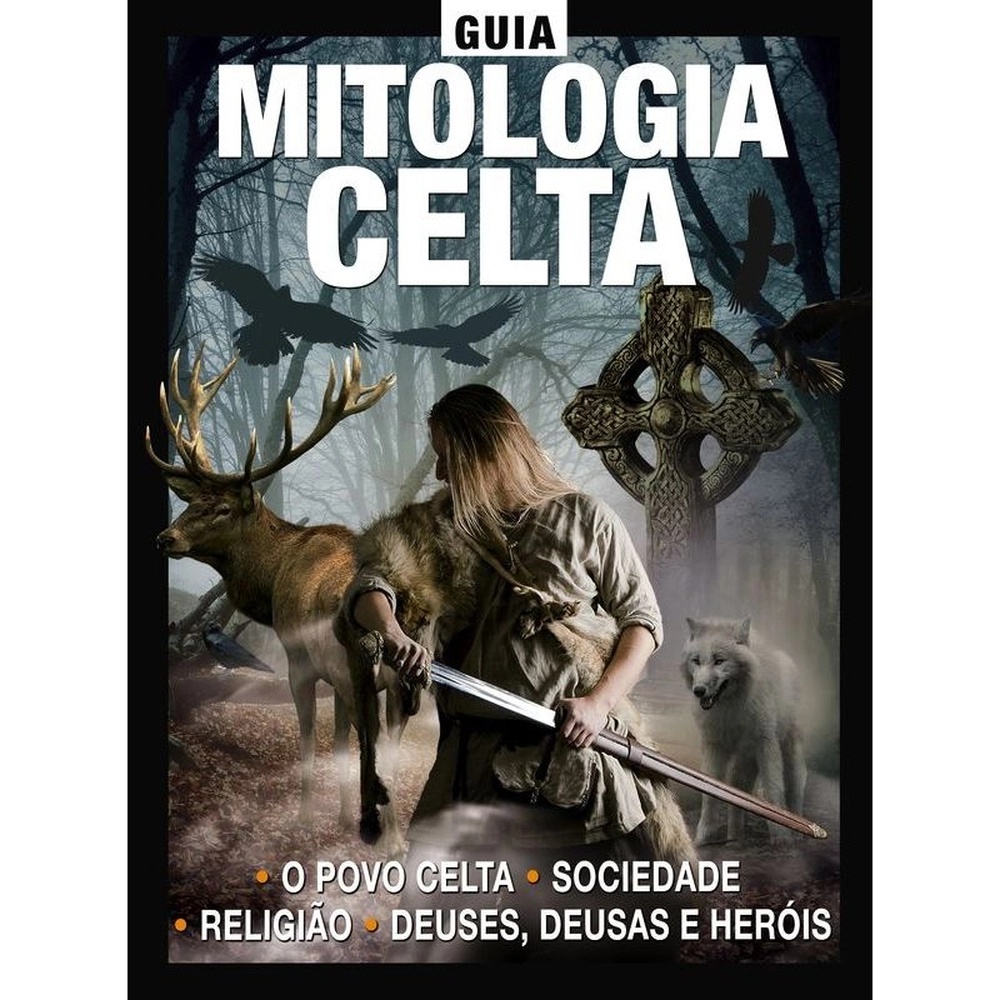 GUIA
MITOLOGIA
CELTA
• O POVO CELTA • SOCIEDADE
• RELIGIÃO • DEUSES, DEUSAS E HERÓIS